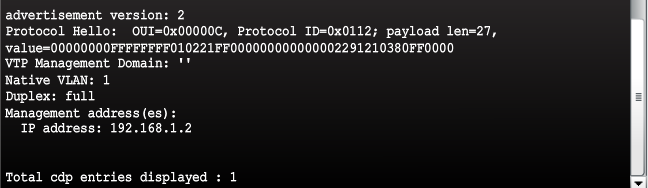 advertisement version: 2
Protocol Hello:  OUI=0x00000C, Protocol ID=0x0112; payload len=27,
value=00000000FFFFFFFF010221FF000000000000002291210380FF0000
VTP Management Domain: ''
Native VLAN: 1
Duplex: full
Management address(es):
  IP address: 192.168.1.2
Total cdp entries displayed : 1